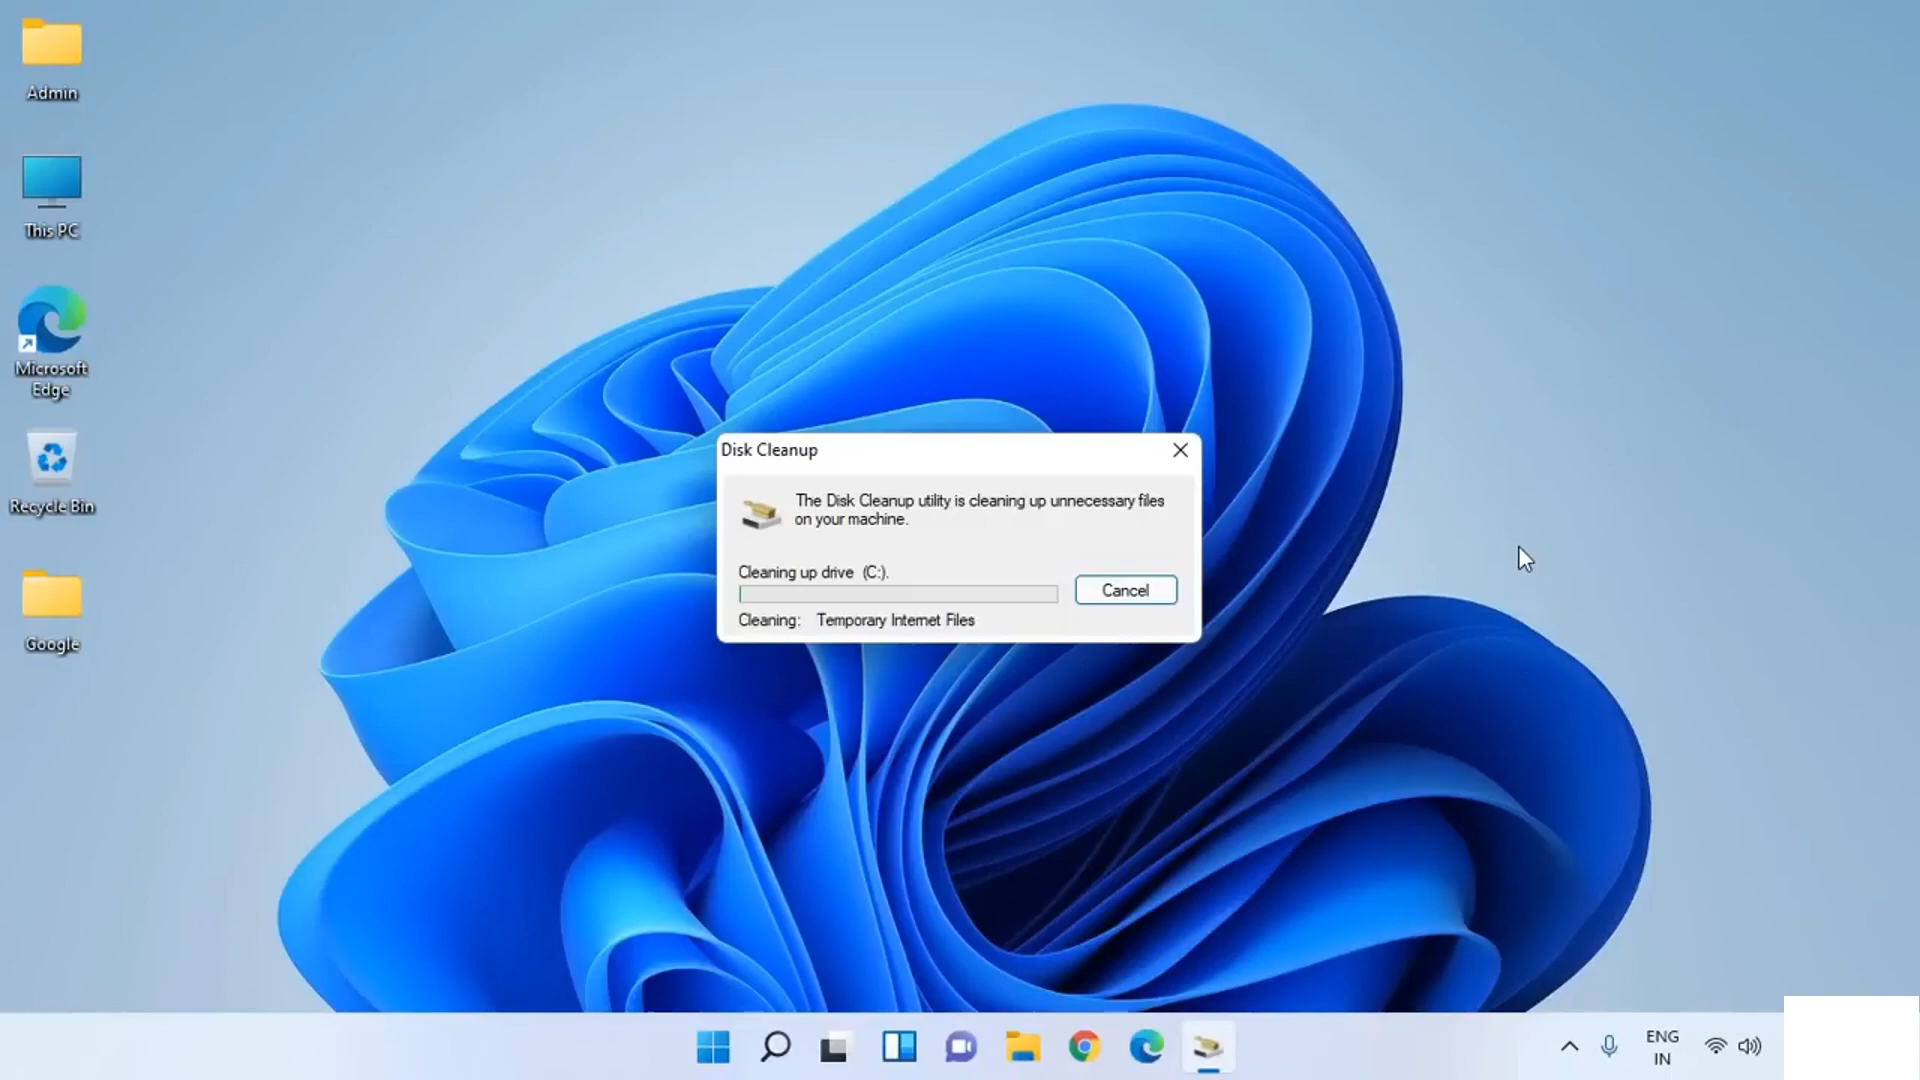 Admin
This PC
Microsoft
Edge
Recycle Bin
Google
Disk Cleanup
The Disk Cleanup utility is cleaning up unnecessary files
on your machine.
Cleaning up drive (C:).
Cancel
Cleaning: Temporary Internet Files
ENG
IN